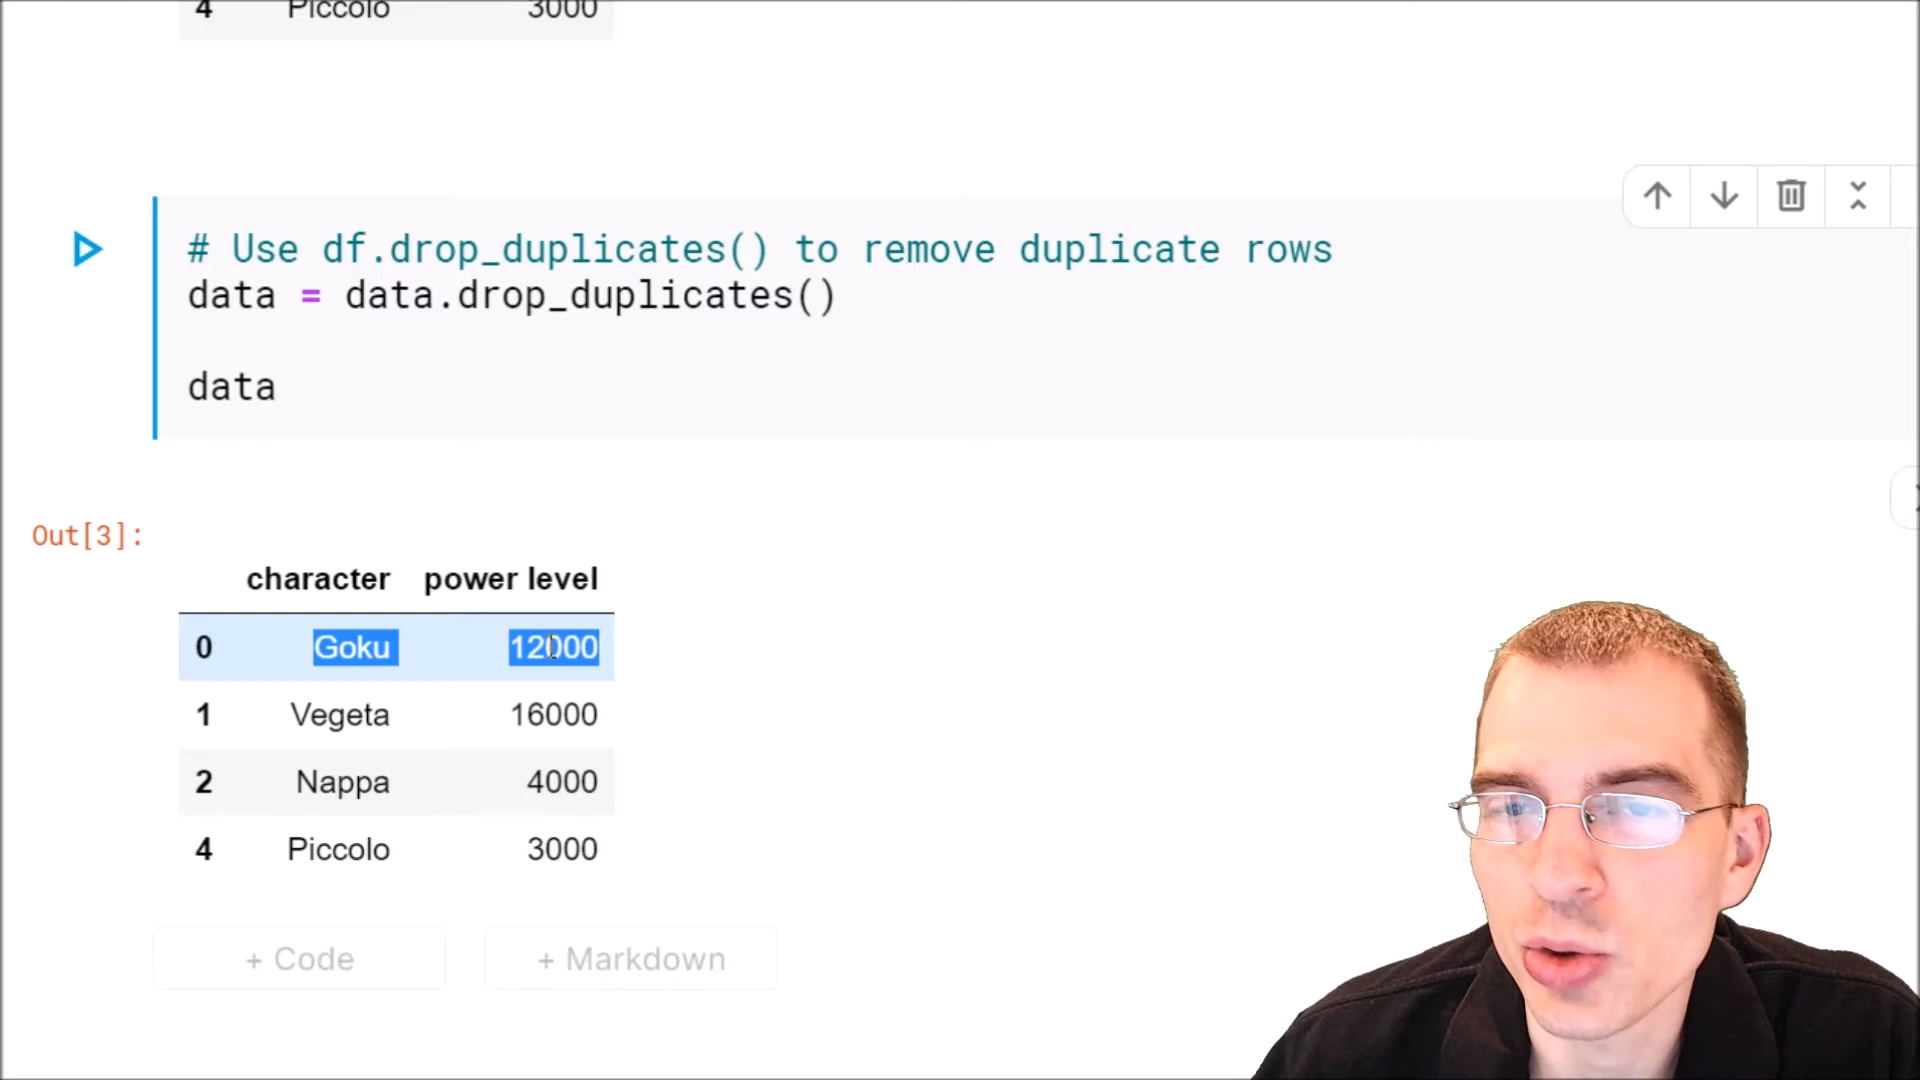 4 Piccolo 3000
# Use df.drop_duplicates() to remove duplicate rows
data = data.drop_duplicates()
data
Out[3]:
character power level
0 Goku 12000
1 Vegeta 16000
2 Nappa 4000
4 Piccolo 3000
+ Code + Markdown